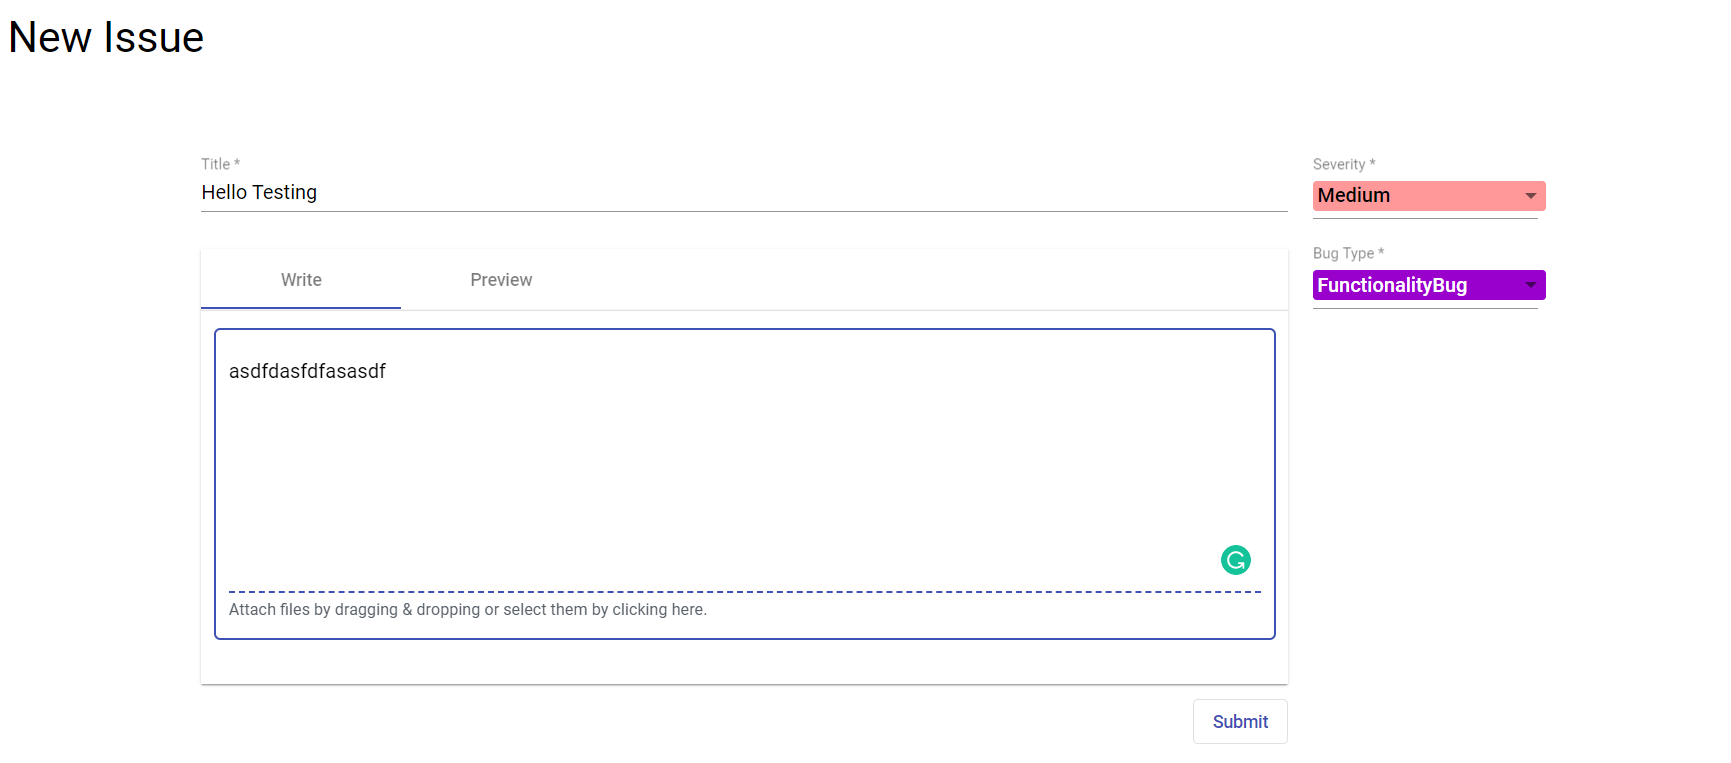 New Issue
Title *
Hello Testing
Write
Preview
asdfdasfdfasasdf
Attach files by dragging & dropping or select them by clicking here.
Submit
Severity *
Medium
Bug Type *
FunctionalityBug